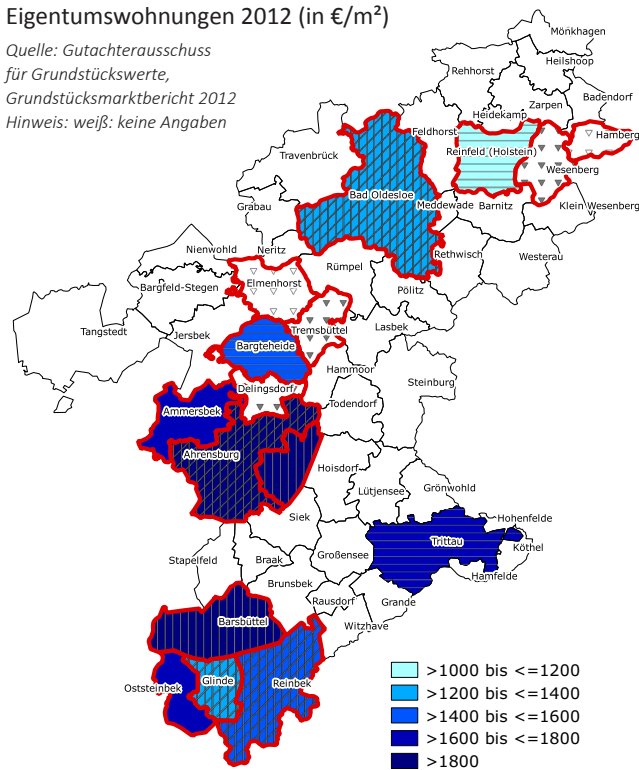 Eigentumswohnungen 2012 (in €/m²)
Quelle: Gutachterausschuss
für Grundstückswerte,
Grundstücksmarktbericht 2012
Hinweis: weiß: keine Angaben
Mönkhagen
Heilshoop
Rehhorst
Badendorf
Zarpen
Heidekamp
Hamberge
Feldhorst
Reinfeld (Holstein)
Travenbrück
Wesenberg
Bad Oldesloe
Meddewade
Barnitz
Klein Wesenberg
Grabau
Nienwohld
Neritz
Rethwisch
Westerau
Rümpel
Elmenhorst
Bargfeld-Stegen
Pölitz
Tangstedt
Jersbek
Tremsbüttel
Lasbek
Bargteheide
Hammoor
Steinburg
Delingsdorf
Todendorf
Ammersbek
Ahrensburg
Hoisdorf
Grönwohld
Lütjensee
Siek
Hohenfelde
Trittau
Köthel
Großensee
Stapelfeld
Braak
Hamfelde
Brunsbek
Rausdorf
Grande
Barsbüttel
Witzhave
Glinde
Reinbek
Oststeinbek
>1000 bis <=1200
>1200 bis <=1400
>1400 bis <=1600
>1600 bis <=1800
>1800